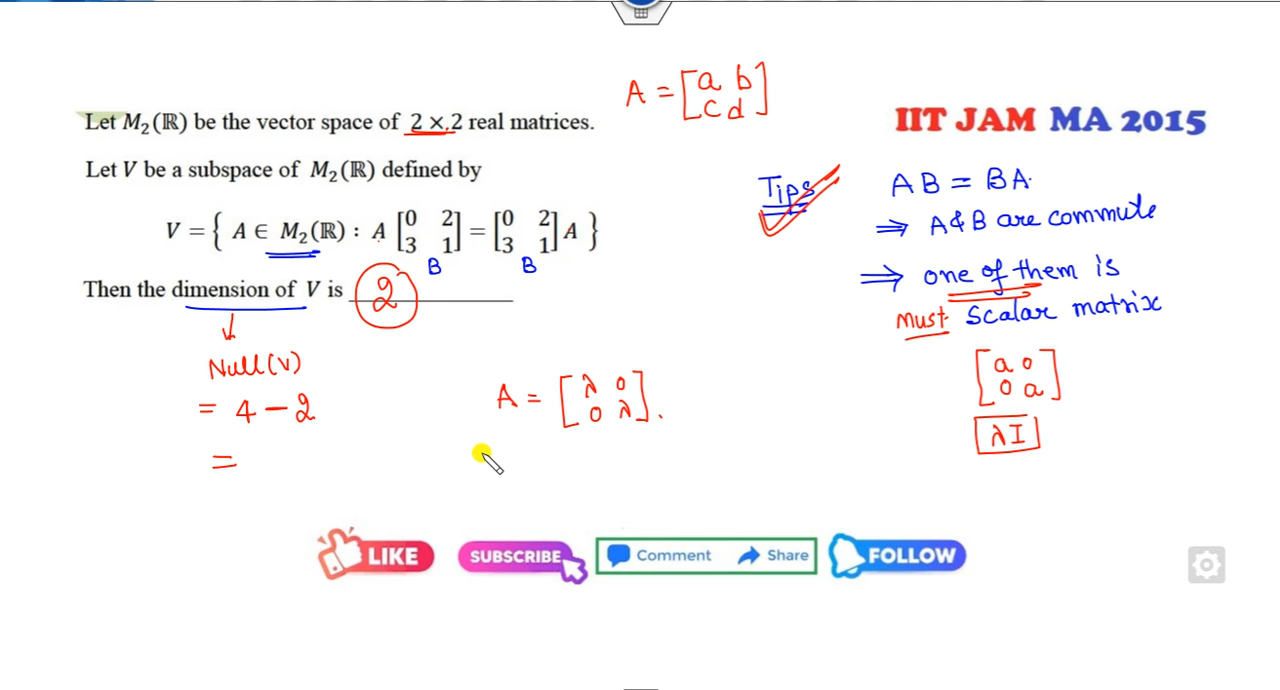 A = [a b
c d]
Let M₂(ℝ) be the vector space of 2 × 2 real matrices.
IIT JAM MA 2015
Let V be a subspace of M₂(ℝ) defined by
Tips
AB = BA.
⇒ A & B are commute
V = { A ∈ M₂(ℝ) : A [0 2
3 1] = [0 2
3 1] A }
B B
⇒ one of them is
Must scalar matrix
Then the dimension of V is 2
Null(V)
= 4 − 2
=
A = [λ 0
0 λ].
[a 0
0 a]
λI
LIKE
SUBSCRIBE
Comment
Share
FOLLOW